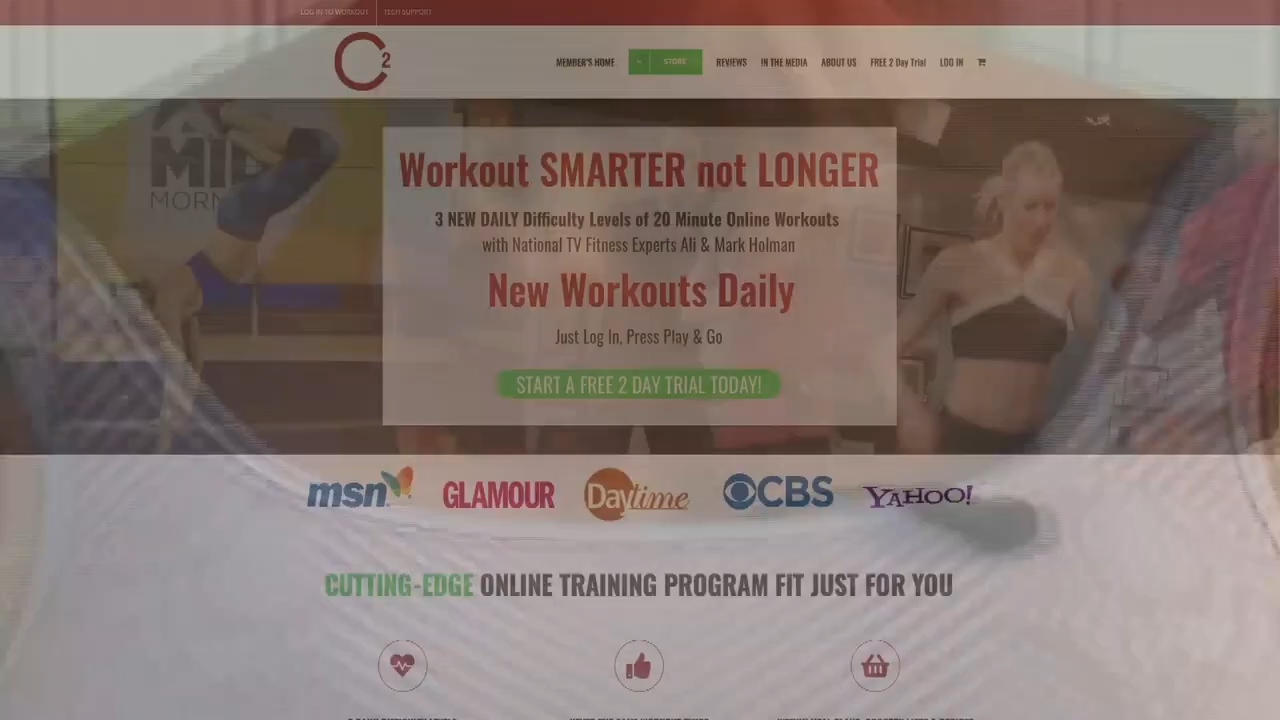 LOG IN TO WORKOUT TECH SUPPORT
C2
MEMBER'S HOME STORE REVIEWS IN THE MEDIA ABOUT US FREE 2 Day Trial LOG IN
MORN
Workout SMARTER not LONGER
3 NEW DAILY Difficulty Levels of 20 Minute Online Workouts
with National TV Fitness Experts Ali & Mark Holman
New Workouts Daily
Just Log In, Press Play & Go
START A FREE 2 DAY TRIAL TODAY!
msn GLAMOUR Daytime CBS YAHOO!
CUTTING-EDGE ONLINE TRAINING PROGRAM FIT JUST FOR YOU